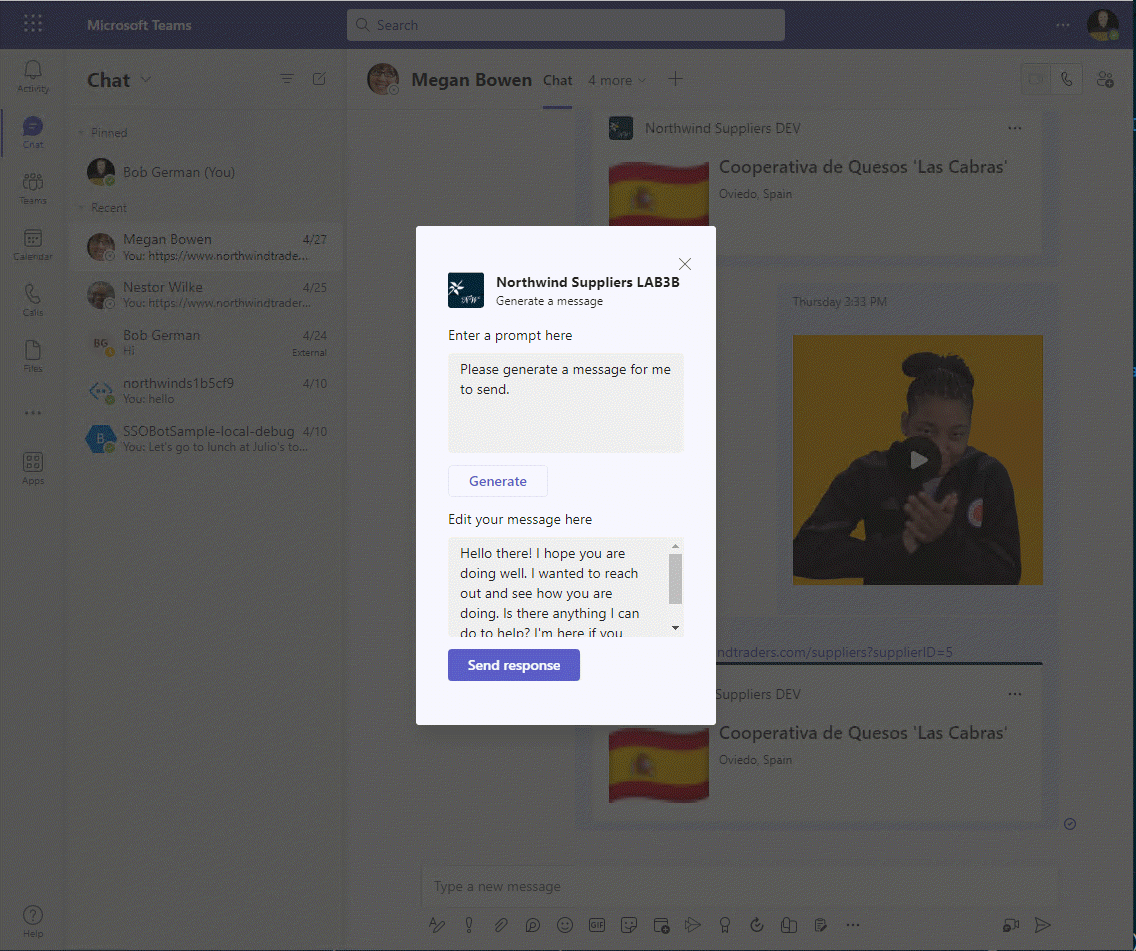 Microsoft Teams
Search
Activity
Chat
Teams
Calendar
Calls
Files
Apps
Help
Chat
Pinned
Bob German (You)
Recent
Megan Bowen 4/27
You: https://www.northwindtrade...
Nestor Wilke 4/25
You: https://www.northwindtrader...
BG
Bob German 4/24
Hi External
northwinds1b5cf9 4/10
You: hello
B
SSOBotSample-local-debug 4/10
You: Let's go to lunch at Julio's to...
Megan Bowen Chat 4 more
Northwind Suppliers DEV
Cooperativa de Quesos 'Las Cabras'
Oviedo, Spain
Thursday 3:33 PM
ndtraders.com/suppliers?supplierID=5
Suppliers DEV
Cooperativa de Quesos 'Las Cabras'
Oviedo, Spain
Type a new message
GIF
NW
Northwind Suppliers LAB3B
Generate a message
Enter a prompt here
Please generate a message for me
to send.
Generate
Edit your message here
Hello there! I hope you are
doing well. I wanted to reach
out and see how you are
doing. Is there anything I can
do to help? I'm here if you
Send response